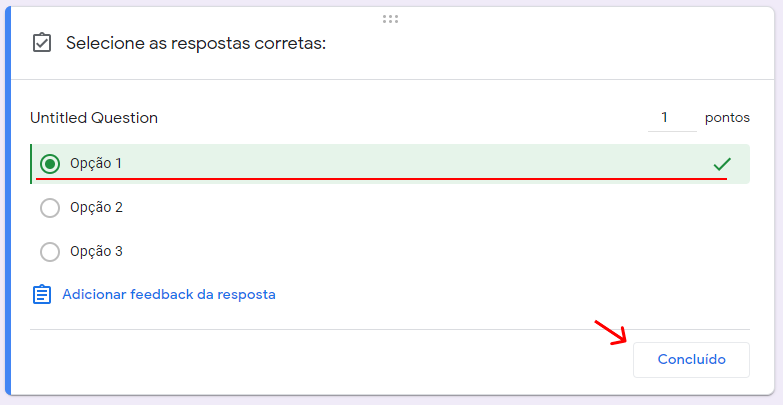 Selecione as respostas corretas:
Untitled Question
1 pontos
Opção 1
Opção 2
Opção 3
Adicionar feedback da resposta
Concluído